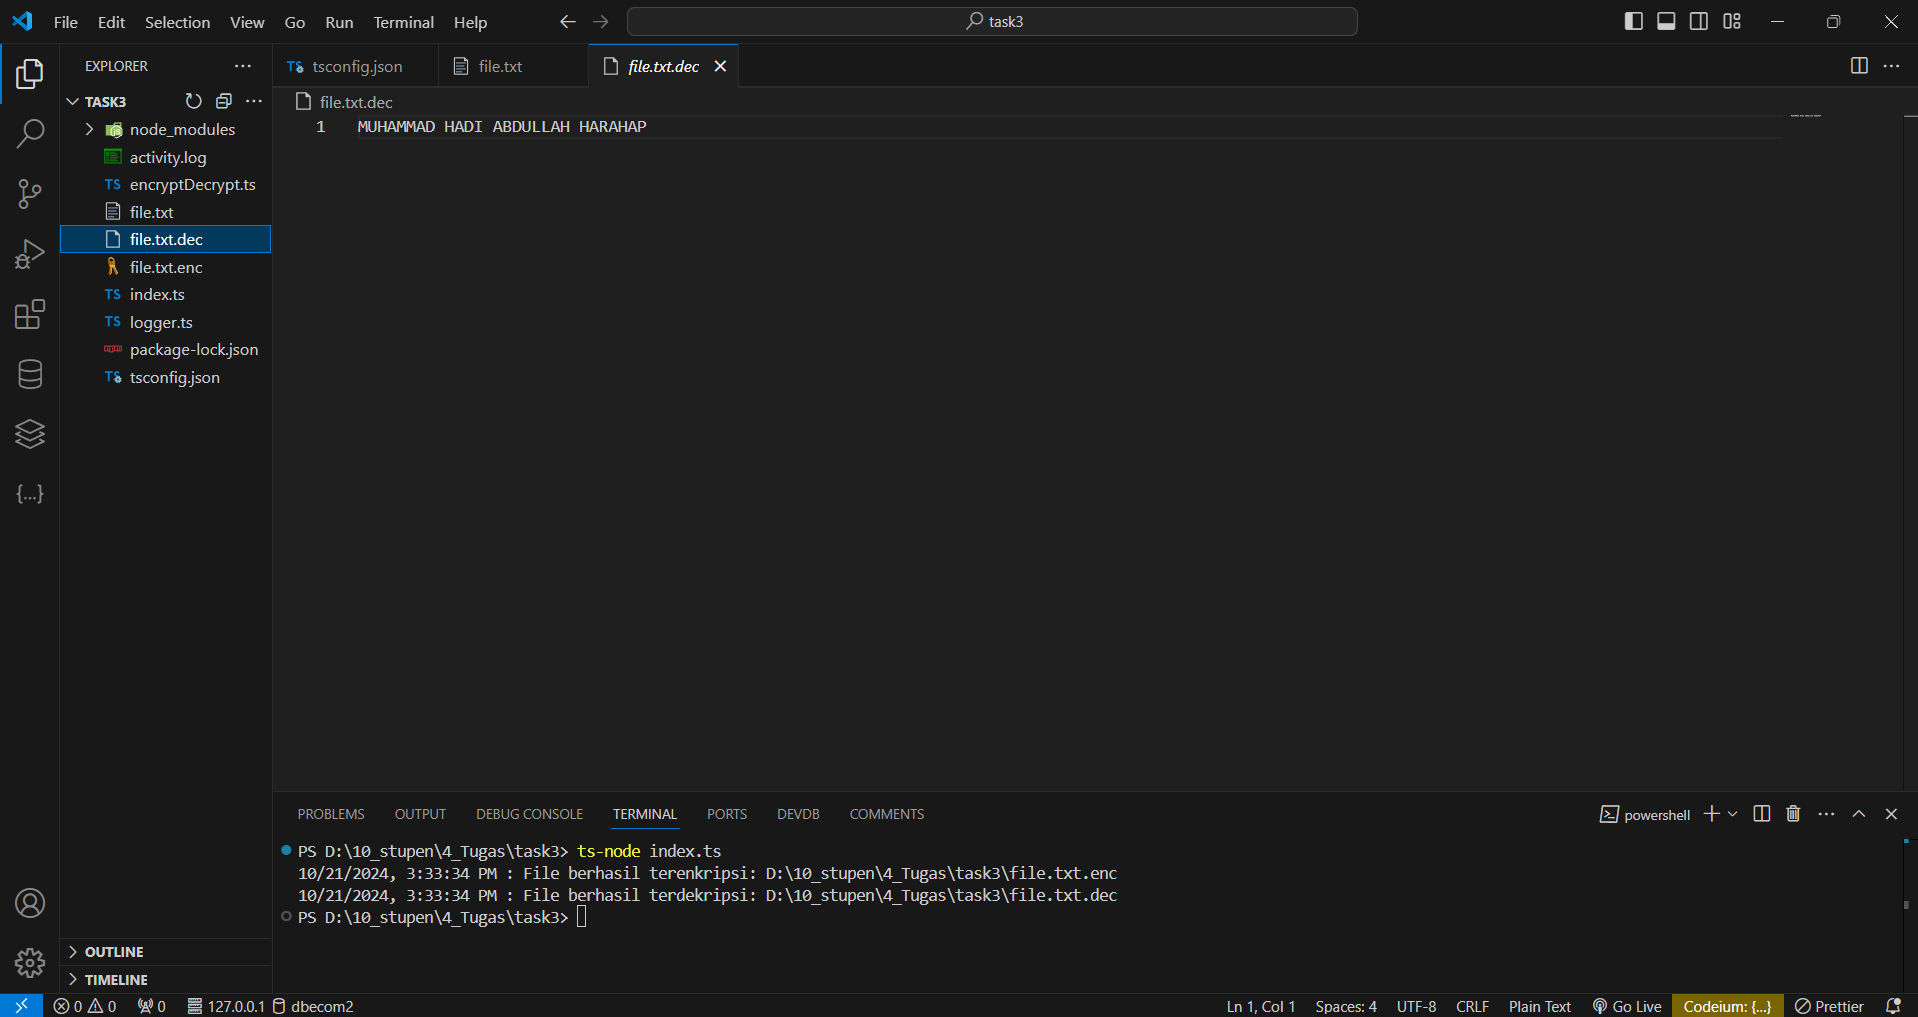 File Edit Selection View Go Run Terminal Help
task3
EXPLORER
TASK3
node_modules
activity.log
TS encryptDecrypt.ts
file.txt
file.txt.dec
file.txt.enc
TS index.ts
TS logger.ts
package-lock.json
TS tsconfig.json
OUTLINE
TIMELINE
TS tsconfig.json
file.txt
file.txt.dec
file.txt.dec
1 MUHAMMAD HADI ABDULLAH HARAHAP
PROBLEMS OUTPUT DEBUG CONSOLE TERMINAL PORTS DEVDB COMMENTS
powershell
PS D:\10_stupen\4_Tugas\task3> ts-node index.ts
10/21/2024, 3:33:34 PM : File berhasil terenkripsi: D:\10_stupen\4_Tugas\task3\file.txt.enc
10/21/2024, 3:33:34 PM : File berhasil terdekripsi: D:\10_stupen\4_Tugas\task3\file.txt.dec
PS D:\10_stupen\4_Tugas\task3>
0 0 0 127.0.0.1 dbecom2 Ln 1, Col 1 Spaces: 4 UTF-8 CRLF Plain Text Go Live Codeium: {...} Prettier